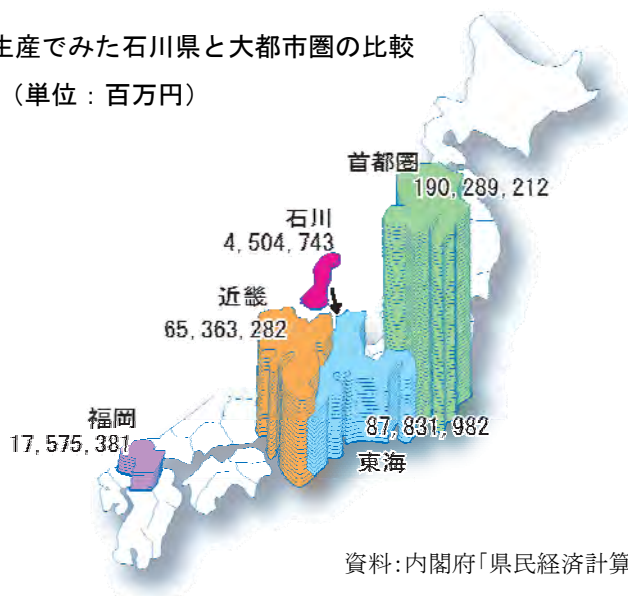 生産でみた石川県と大都市圏の比較
（単位：百万円）
首都圏
190,289,212
石川
4,504,743
近畿
65,363,282
福岡
17,575,381
87,831,982
東海
資料:内閣府「県民経済計算